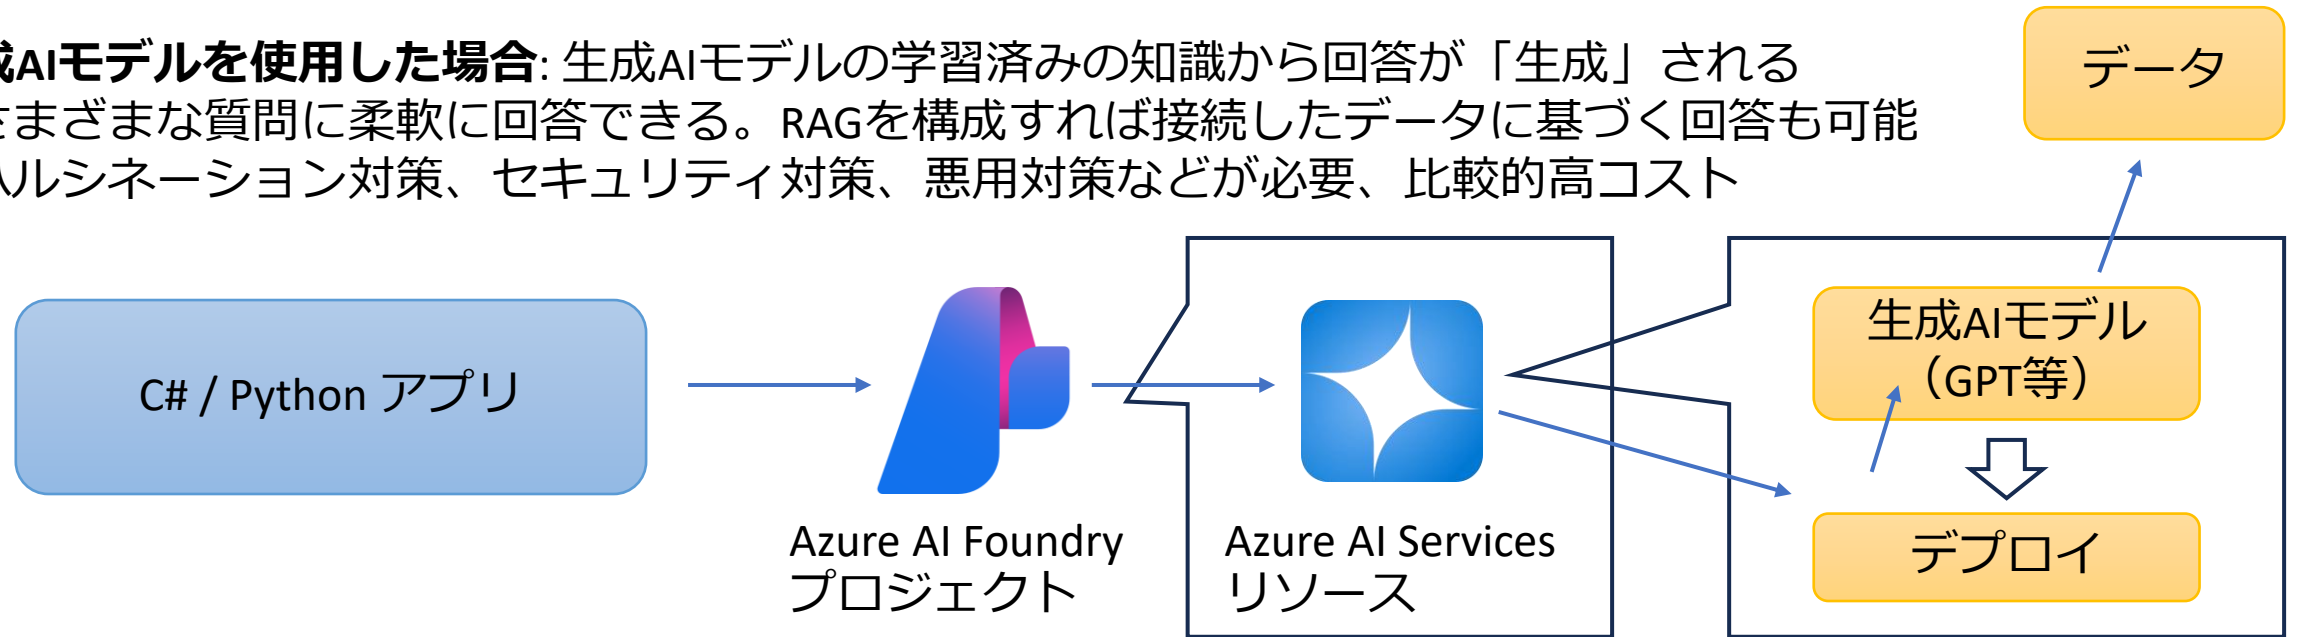 成AIモデルを使用した場合: 生成AIモデルの学習済みの知識から回答が「生成」される
さまざまな質問に柔軟に回答できる。RAGを構成すれば接続したデータに基づく回答も可能
ハルシネーション対策、セキュリティ対策、悪用対策などが必要、比較的高コスト
データ
C# / Python アプリ
Azure AI Foundry
プロジェクト
Azure AI Services
リソース
生成AIモデル
（GPT等）
デプロイ